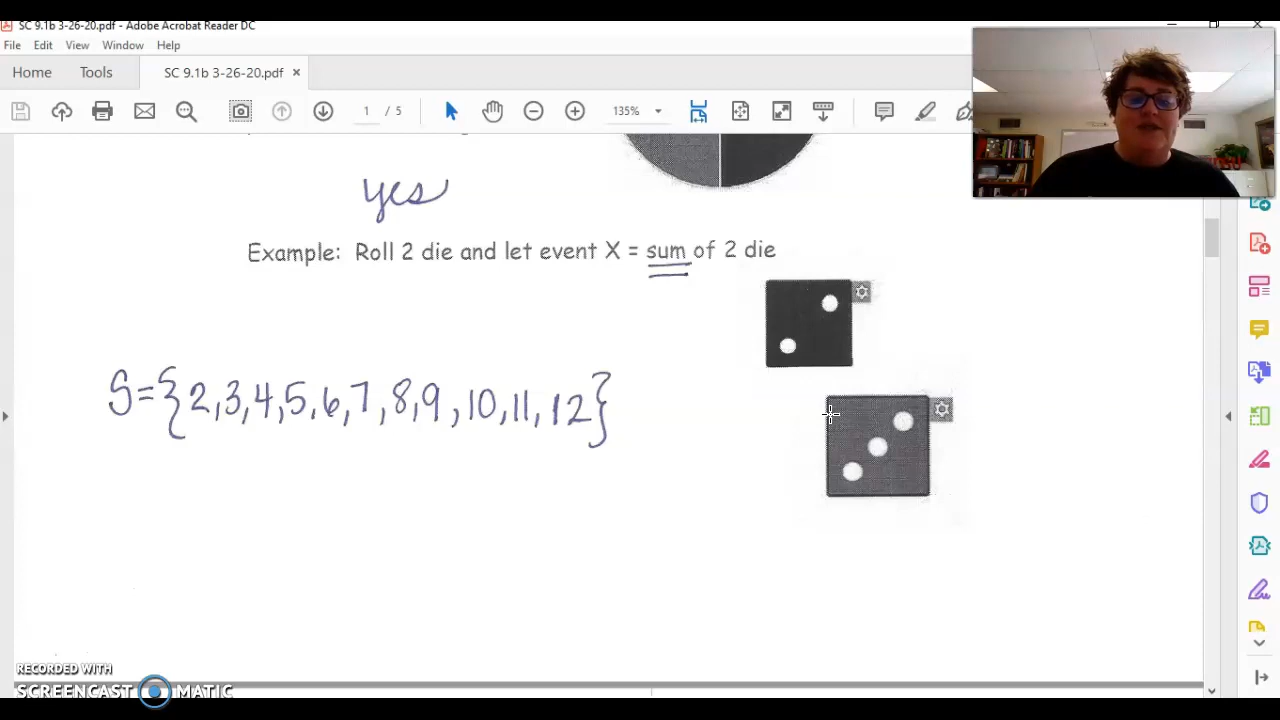 SC 9.1b 3-26-20.pdf - Adobe Acrobat Reader DC
File Edit View Window Help
Home Tools SC 9.1b 3-26-20.pdf ×
1 / 5 135%
yes
Example: Roll 2 die and let event X = sum of 2 die
S={2,3,4,5,6,7,8,9,10,11,12}
RECORDED WITH
SCREENCAST MATIC